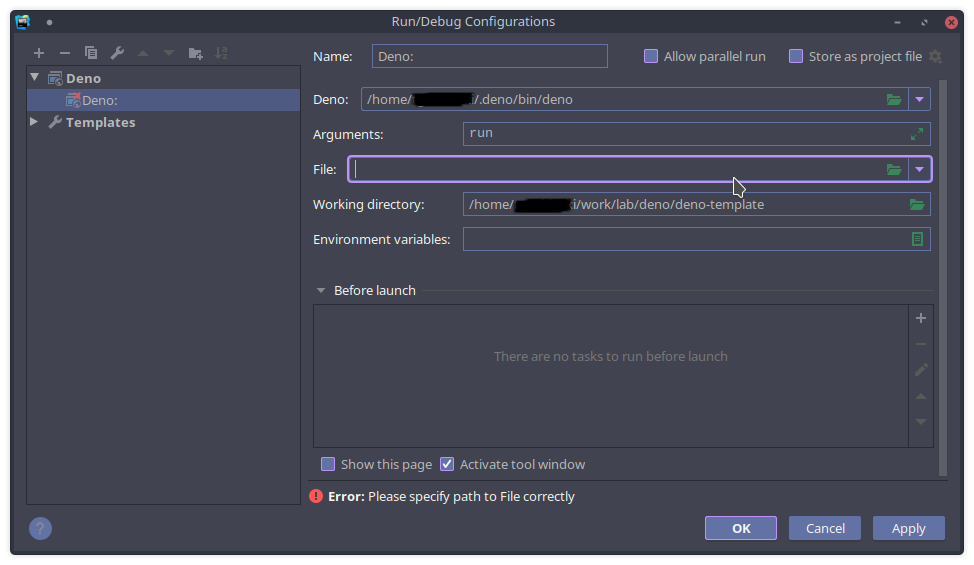 Run/Debug Configurations
Name: Deno: Allow parallel run Store as project file
Deno
Deno:
Templates
Deno: /home/ i/.deno/bin/deno
Arguments: run
File:
Working directory: /home/ i/work/lab/deno/deno-template
Environment variables:
Before launch
There are no tasks to run before launch
Show this page Activate tool window
Error: Please specify path to File correctly
? OK Cancel Apply